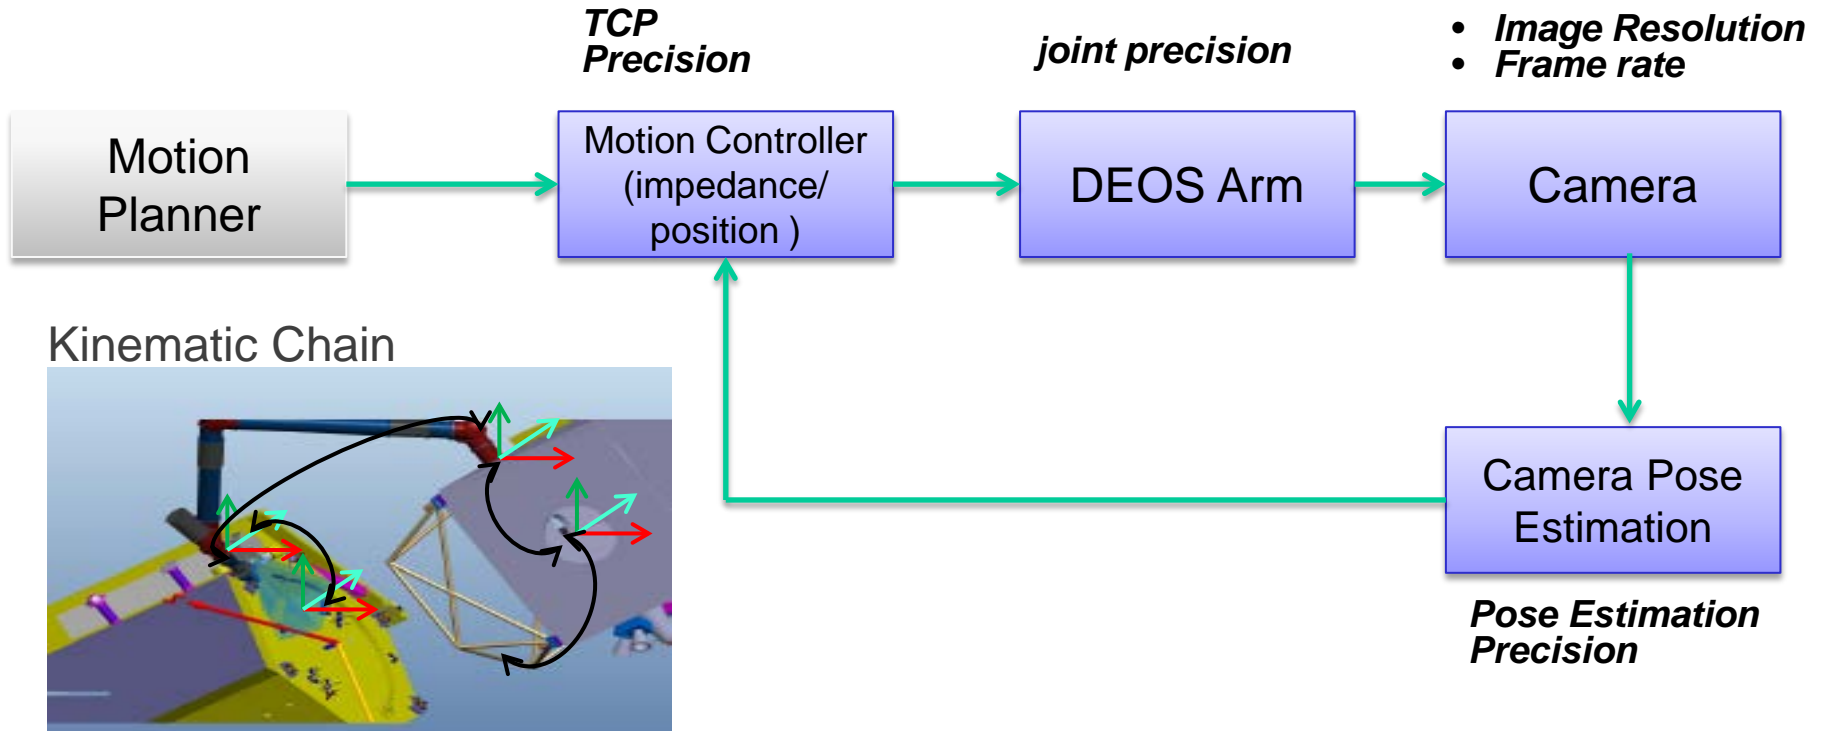 TCP
Precision
joint precision
• Image Resolution
• Frame rate
Motion
Planner
Motion Controller
(impedance/
position )
DEOS Arm
Camera
Kinematic Chain
Camera Pose
Estimation
Pose Estimation
Precision